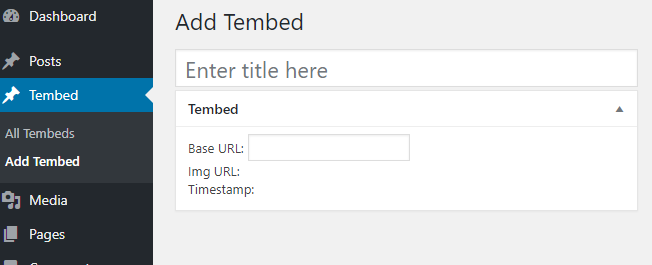 Dashboard
Posts
Tembed
All Tembeds
Add Tembed
Media
Pages
Add Tembed
Enter title here
Tembed
Base URL:
Img URL:
Timestamp: